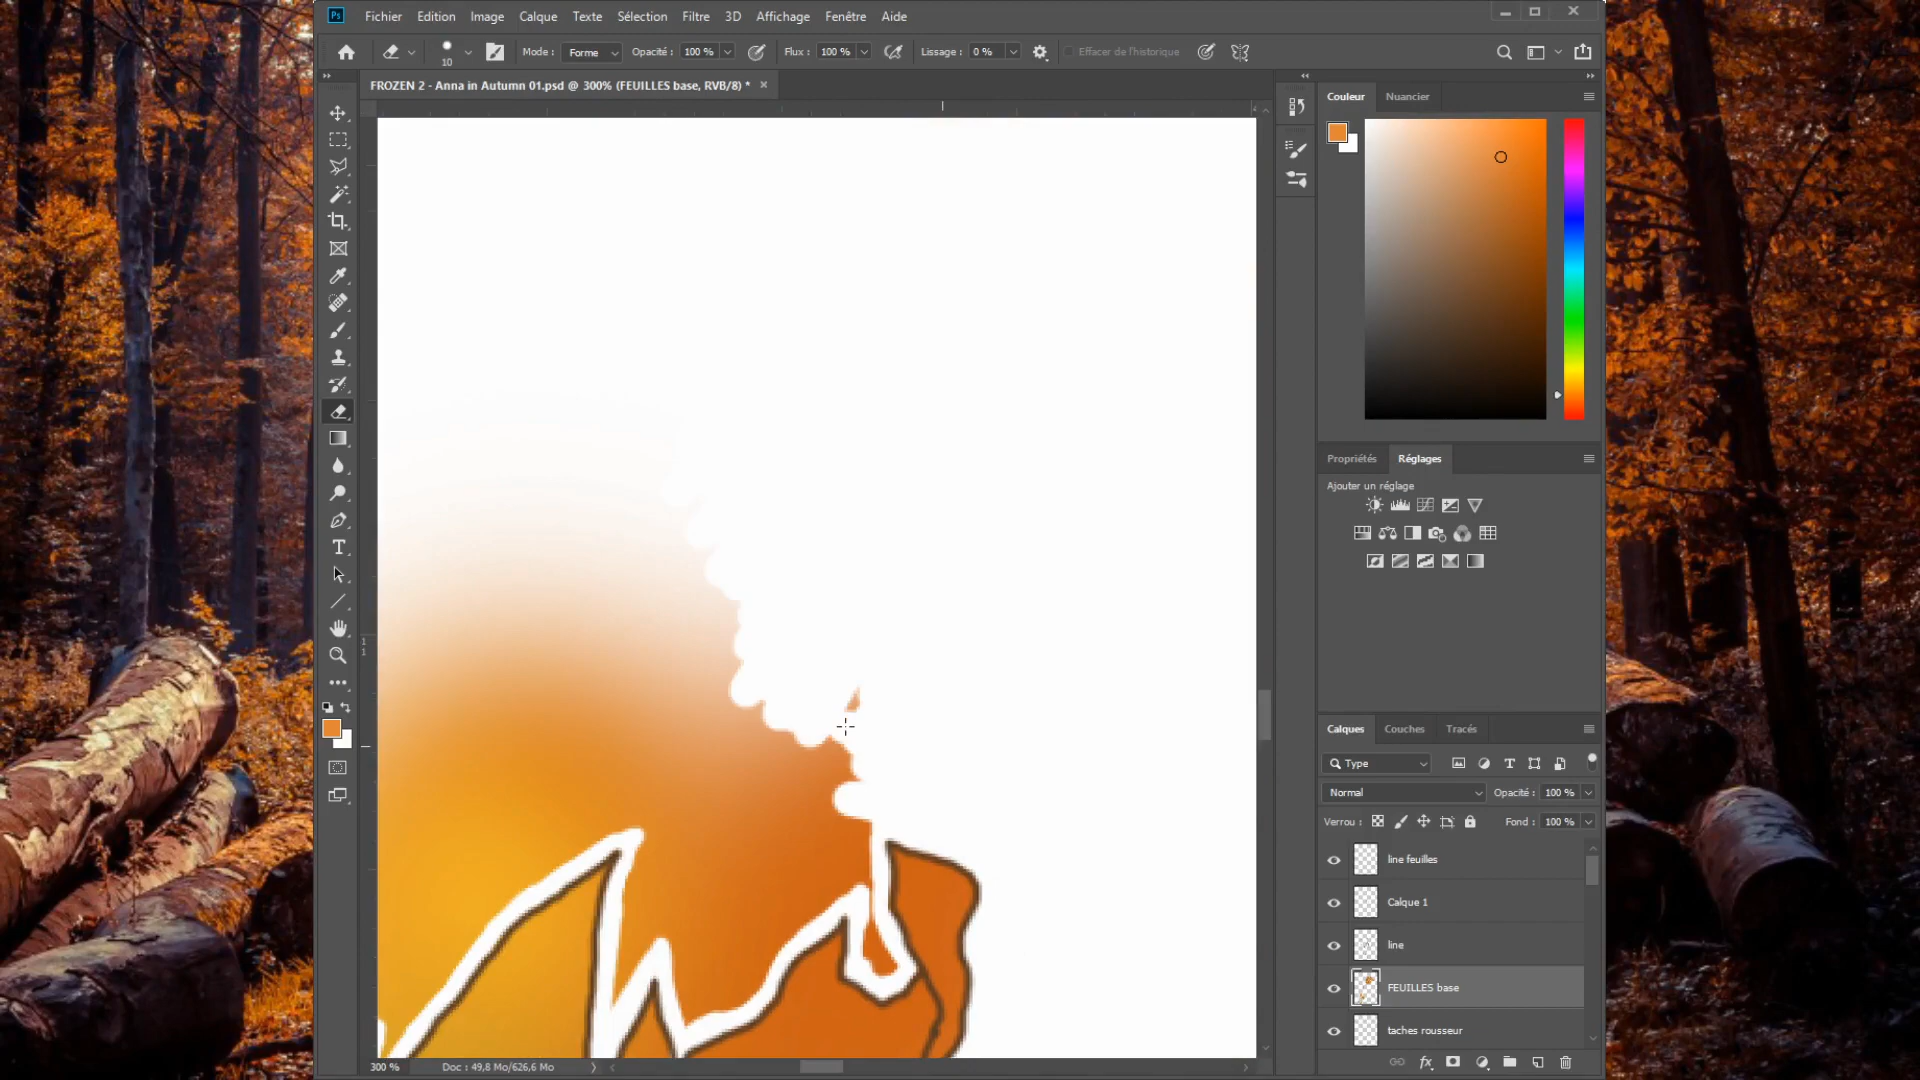 Ps Fichier Edition Image Calque Texte Sélection Filtre 3D Affichage Fenêtre Aide
10 Mode : Forme Opacité : 100 % Flux : 100 % Lissage : 0 % Effacer de l'historique
FROZEN 2 - Anna in Autumn 01.psd @ 300% (FEUILLES base, RVB/8) *
Couleur Nuancier
Propriétés Réglages
Ajouter un réglage
Calques Couches Tracés
Type
Normal Opacité : 100 %
Verrou : Fond : 100 %
line feuilles
Calque 1
line
FEUILLES base
taches rousseur
300 % Doc : 49,8 Mo/626,6 Mo
1
1